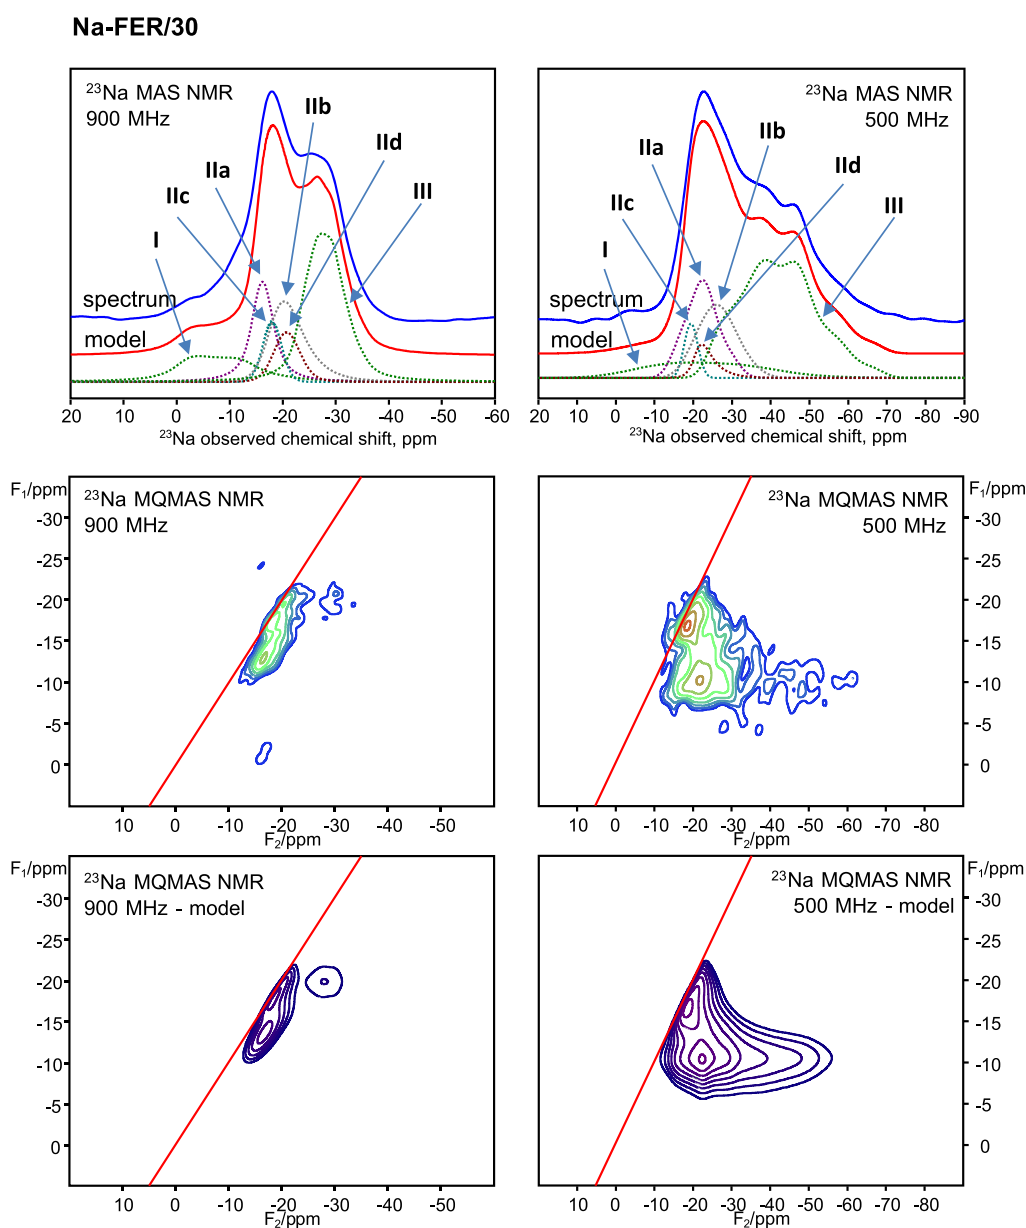 Na-FER/30
²³Na MAS NMR
900 MHz
IIb
IId
IIa
IIc
III
I
spectrum
model
20 10 0 -10 -20 -30 -40 -50 -60
²³Na observed chemical shift, ppm
²³Na MAS NMR
500 MHz
IIa
IIb
IId
IIc
III
I
spectrum
model
20 10 0 -10 -20 -30 -40 -50 -60 -70 -80 -90
²³Na observed chemical shift, ppm
F₁/ppm
²³Na MQMAS NMR
900 MHz
-30
-25
-20
-15
-10
-5
0
10 0 -10 -20 -30 -40 -50
F₂/ppm
F₁/ppm
²³Na MQMAS NMR
500 MHz
-30
-25
-20
-15
-10
-5
0
10 0 -10 -20 -30 -40 -50 -60 -70 -80
F₂/ppm
F₁/ppm
²³Na MQMAS NMR
900 MHz - model
-30
-25
-20
-15
-10
-5
0
10 0 -10 -20 -30 -40 -50
F₂/ppm
F₁/ppm
²³Na MQMAS NMR
500 MHz - model
-30
-25
-20
-15
-10
-5
0
10 0 -10 -20 -30 -40 -50 -60 -70 -80
F₂/ppm